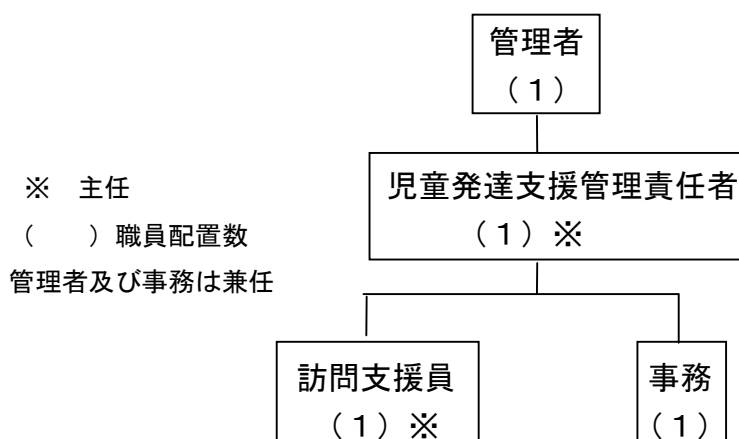 管理者
（１）
児童発達支援管理責任者
（１）※
※　主任
（　　）職員配置数
管理者及び事務は兼任
訪問支援員
（１）※
事務
（１）